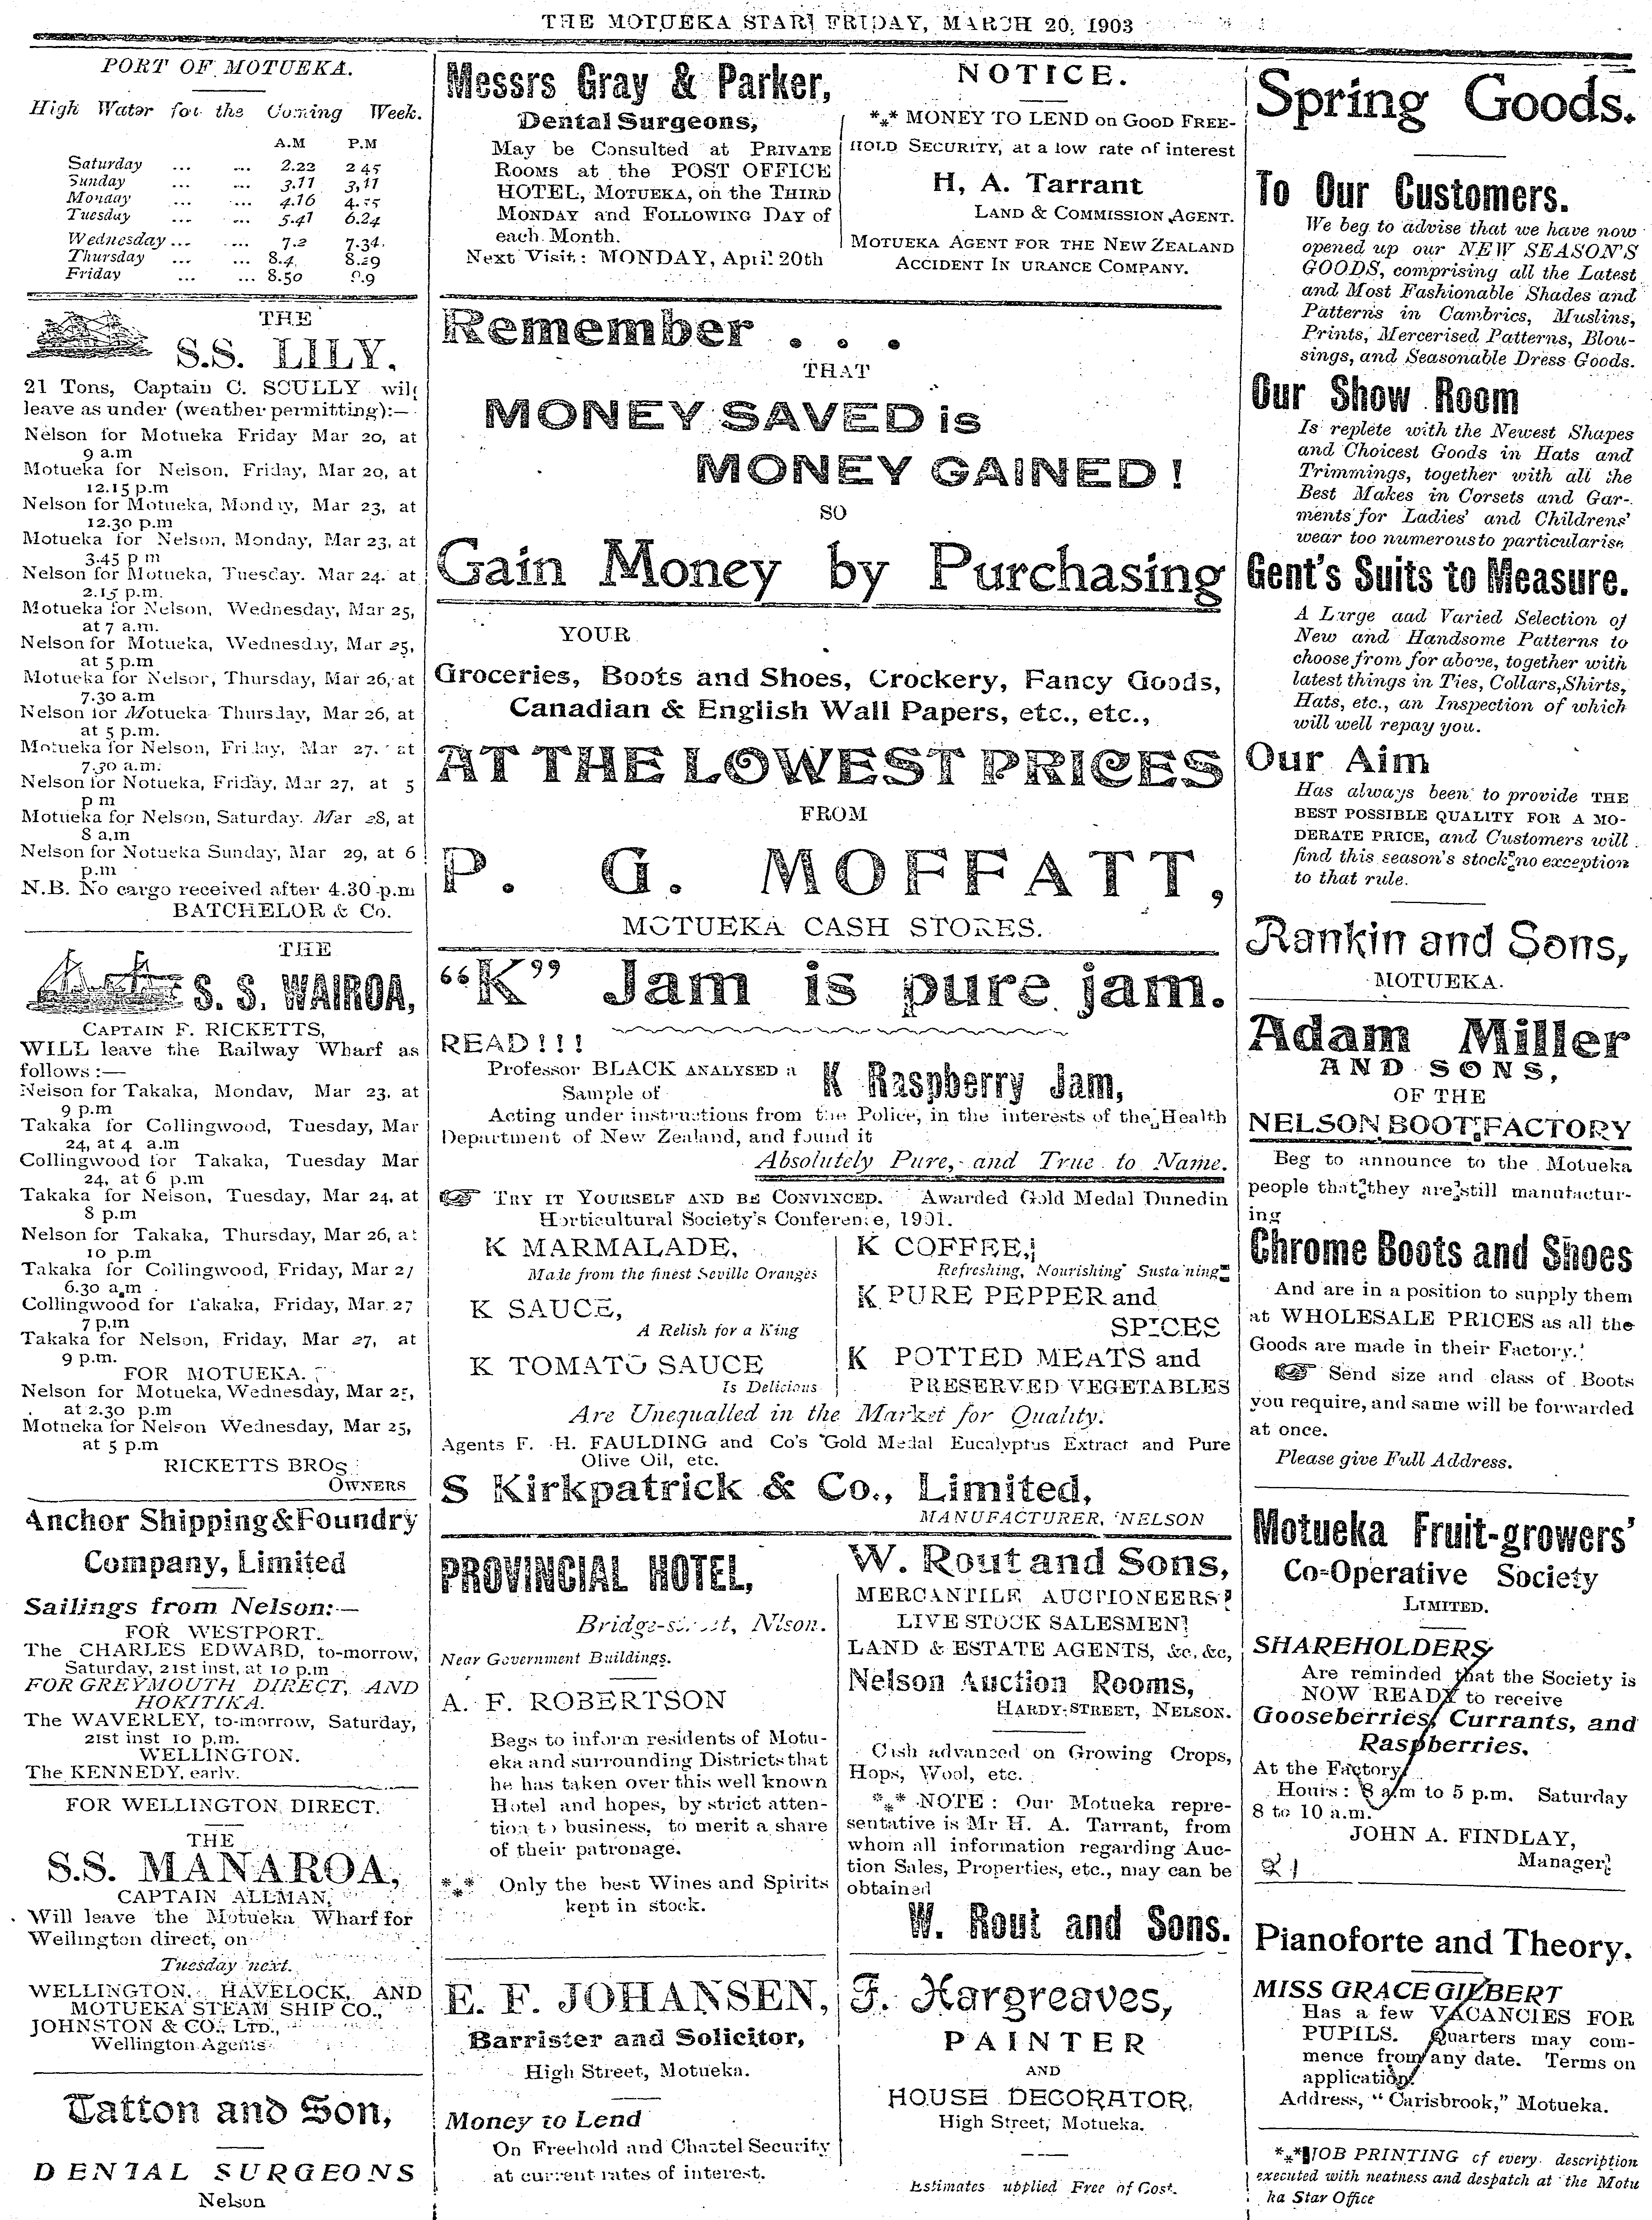 THE MOTUEKA STAR, FRIDAY, MARCH 20, 1903
PORT OF MOTUEKA.
High Water for the Coming Week.
A.M P.M
Saturday ... ... 2.22 2 45
Sunday ... ... 3.11 3,11
Monday ... ... 4.16
Tuesday ... ... 5.41 6.24
Wednesday ... ... 7.2 7.34.
Thursday ... ... 8.4. 8.29
Friday ... ... 8.50
THE
S.S. LILY,
21 Tons, Captain C. SCULLY will
leave as under (weather permitting):—
Nelson for Motueka Friday Mar 20, at
9 a.m
Motueka for Nelson, Friday, Mar 20, at
12.15 p.m
Nelson for Motueka, Monday, Mar 23, at
12.30 p.m
Motueka for Nelson, Monday, Mar 23, at
3.45 p m
Nelson for Motueka, Tuesday. Mar 24. at
2.15 p.m.
Motueka for Nelson, Wednesday, Mar 25,
at 7 a.m.
Nelson for Motueka, Wednesday, Mar 25,
at 5 p.m
Motueka for Nelson, Thursday, Mar 26, at
7.30 a.m
Nelson for Motueka Thursday, Mar 26, at
at 5 p.m.
Motueka for Nelson, Friday, Mar 27. at
7.50 a.m.
Nelson for Notueka, Friday, Mar 27, at 5
p m
Motueka for Nelson, Saturday. Mar 28, at
8 a.m
Nelson for Notueka Sunday, Mar 29, at 6
p.m
N.B. No cargo received after 4.30 p.m
BATCHELOR & Co.
THE
S. S. WAIROA,
CAPTAIN F. RICKETTS,
WILL leave the Railway Wharf as
follows :—
Nelson for Takaka, Monday, Mar 23, at
9 p.m
Takaka for Collingwood, Tuesday, Mar
24, at 4 a.m
Collingwood for Takaka, Tuesday Mar
24, at 6 p.m
Takaka for Nelson, Tuesday, Mar 24, at
8 p.m
Nelson for Takaka, Thursday, Mar 26, at
10 p.m
Takaka for Collingwood, Friday, Mar 27
6.30 a.m
Collingwood for Takaka, Friday, Mar 27
7 p.m
Takaka for Nelson, Friday, Mar 27, at
9 p.m.
FOR MOTUEKA.
Nelson for Motueka, Wednesday, Mar 25,
at 2.30 p.m
Motueka for Nelson Wednesday, Mar 25,
at 5 p.m
RICKETTS BROS
OWNERS
Anchor Shipping & Foundry
Company, Limited
Sailings from Nelson:—
FOR WESTPORT.
The CHARLES EDWARD, to-morrow,
Saturday, 21st inst, at 10 p.m
FOR GREYMOUTH DIRECT, AND
HOKITIKA.
The WAVERLEY, to-morrow, Saturday,
21st inst 10 p.m.
WELLINGTON.
The KENNEDY, early.
FOR WELLINGTON DIRECT.
THE
S.S. MANAROA,
CAPTAIN ALLMAN,
Will leave the Motueka Wharf for
Wellington direct, on
Tuesday next.
WELLINGTON, HAVELOCK, AND
MOTUEKA STEAM SHIP CO.,
JOHNSTON & CO., LTD.,
Wellington Agents
Tatton and Son,
DENTAL SURGEONS
Nelson
Messrs Gray & Parker,
Dental Surgeons,
May be Consulted at PRIVATE
ROOMS at the POST OFFICE
HOTEL, MOTUEKA, on the THIRD
MONDAY and FOLLOWING DAY of
each Month.
Next Visit: MONDAY, April 20th
NOTICE.
*** MONEY TO LEND on GOOD FREE-
HOLD SECURITY, at a low rate of interest
H, A. Tarrant
LAND & COMMISSION AGENT.
MOTUEKA AGENT FOR THE NEW ZEALAND
ACCIDENT IN URANCE COMPANY.
Remember . . .
THAT
MONEY SAVED is
MONEY GAINED !
SO
Gain Money by Purchasing
YOUR
Groceries, Boots and Shoes, Crockery, Fancy Goods,
Canadian & English Wall Papers, etc., etc.,
AT THE LOWEST PRICES
FROM
P. G. MOFFATT,
MOTUEKA CASH STORES.
"K" Jam is pure jam.
READ ! ! !
Professor BLACK ANALYSED a
Sample of
K Raspberry Jam,
Acting under instructions from the Police, in the interests of the Health
Department of New Zealand, and found it
Absolutely Pure, and True to Name.
TRY IT YOURSELF AND BE CONVINCED. Awarded Gold Medal Dunedin
Horticultural Society's Conference, 1901.
K MARMALADE,
Made from the finest Seville Oranges
K SAUCE,
A Relish for a King
K TOMATO SAUCE
Is Delicious
K COFFEE,
Refreshing, Nourishing Sustaining
K PURE PEPPER and
SPICES
K POTTED MEATS and
PRESERVED VEGETABLES
Are Unequalled in the Market for Quality.
Agents F. H. FAULDING and Co's Gold Medal Eucalyptus Extract and Pure
Olive Oil, etc.
S Kirkpatrick & Co., Limited,
MANUFACTURER, NELSON
PROVINCIAL HOTEL,
Bridge-street, Nelson.
Near Government Buildings.
A. F. ROBERTSON
Begs to inform residents of Motu-
eka and surrounding Districts that
he has taken over this well known
Hotel and hopes, by strict atten-
tion to business, to merit a share
of their patronage.
*** Only the best Wines and Spirits
kept in stock.
E. F. JOHANSEN,
Barrister and Solicitor,
High Street, Motueka.
Money to Lend
On Freehold and Chattel Security
at current rates of interest.
W. Rout and Sons,
MERCANTILE AUCTIONEERS
LIVE STOCK SALESMEN
LAND & ESTATE AGENTS, &c, &c,
Nelson Auction Rooms,
HARDY-STREET, NELSON.
Cash advanced on Growing Crops,
Hops, Wool, etc.
*** NOTE : Our Motueka repre-
sentative is Mr H. A. Tarrant, from
whom all information regarding Auc-
tion Sales, Properties, etc., may can be
obtained
W. Rout and Sons.
F. Hargreaves,
PAINTER
AND
HOUSE DECORATOR,
High Street, Motueka.
Estimates upplied Free of Cost.
Spring Goods.
To Our Customers.
We beg to advise that we have now
opened up our NEW SEASON'S
GOODS, comprising all the Latest
and Most Fashionable Shades and
Patterns in Cambrics, Muslins,
Prints, Mercerised Patterns, Blou-
sings, and Seasonable Dress Goods.
Our Show Room
Is replete with the Newest Shapes
and Choicest Goods in Hats and
Trimmings, together with all the
Best Makes in Corsets and Gar-
ments for Ladies' and Childrens'
wear too numerous to particularise
Gent's Suits to Measure.
A Large aad Varied Selection of
New and Handsome Patterns to
choose from for above, together with
latest things in Ties, Collars, Shirts,
Hats, etc., an Inspection of which
will well repay you.
Our Aim
Has always been to provide THE
BEST POSSIBLE QUALITY FOR A MO-
DERATE PRICE, and Customers will
find this season's stock no exception
to that rule.
Rankin and Sons,
MOTUEKA.
Adam Miller
AND SONS,
OF THE
NELSON BOOT FACTORY
Beg to announce to the Motueka
people that they are still manufactur-
ing
Chrome Boots and Shoes
And are in a position to supply them
at WHOLESALE PRICES as all the
Goods are made in their Factory.
Send size and class of Boots
you require, and same will be forwarded
at once.
Please give Full Address.
Motueka Fruit-growers'
Co-Operative Society
LIMITED.
SHAREHOLDERS
Are reminded that the Society is
NOW READY to receive
Gooseberries, Currants, and
Raspberries.
At the Factory
Hours : 8 a.m to 5 p.m. Saturday
8 to 10 a.m.
JOHN A. FINDLAY,
Manager
21
Pianoforte and Theory.
MISS GRACE GILBERT
Has a few VACANCIES FOR
PUPILS. Quarters may com-
mence from any date. Terms on
application.
Address, "Carisbrook," Motueka.
*** JOB PRINTING of every description
executed with neatness and despatch at the Motu
ka Star Office